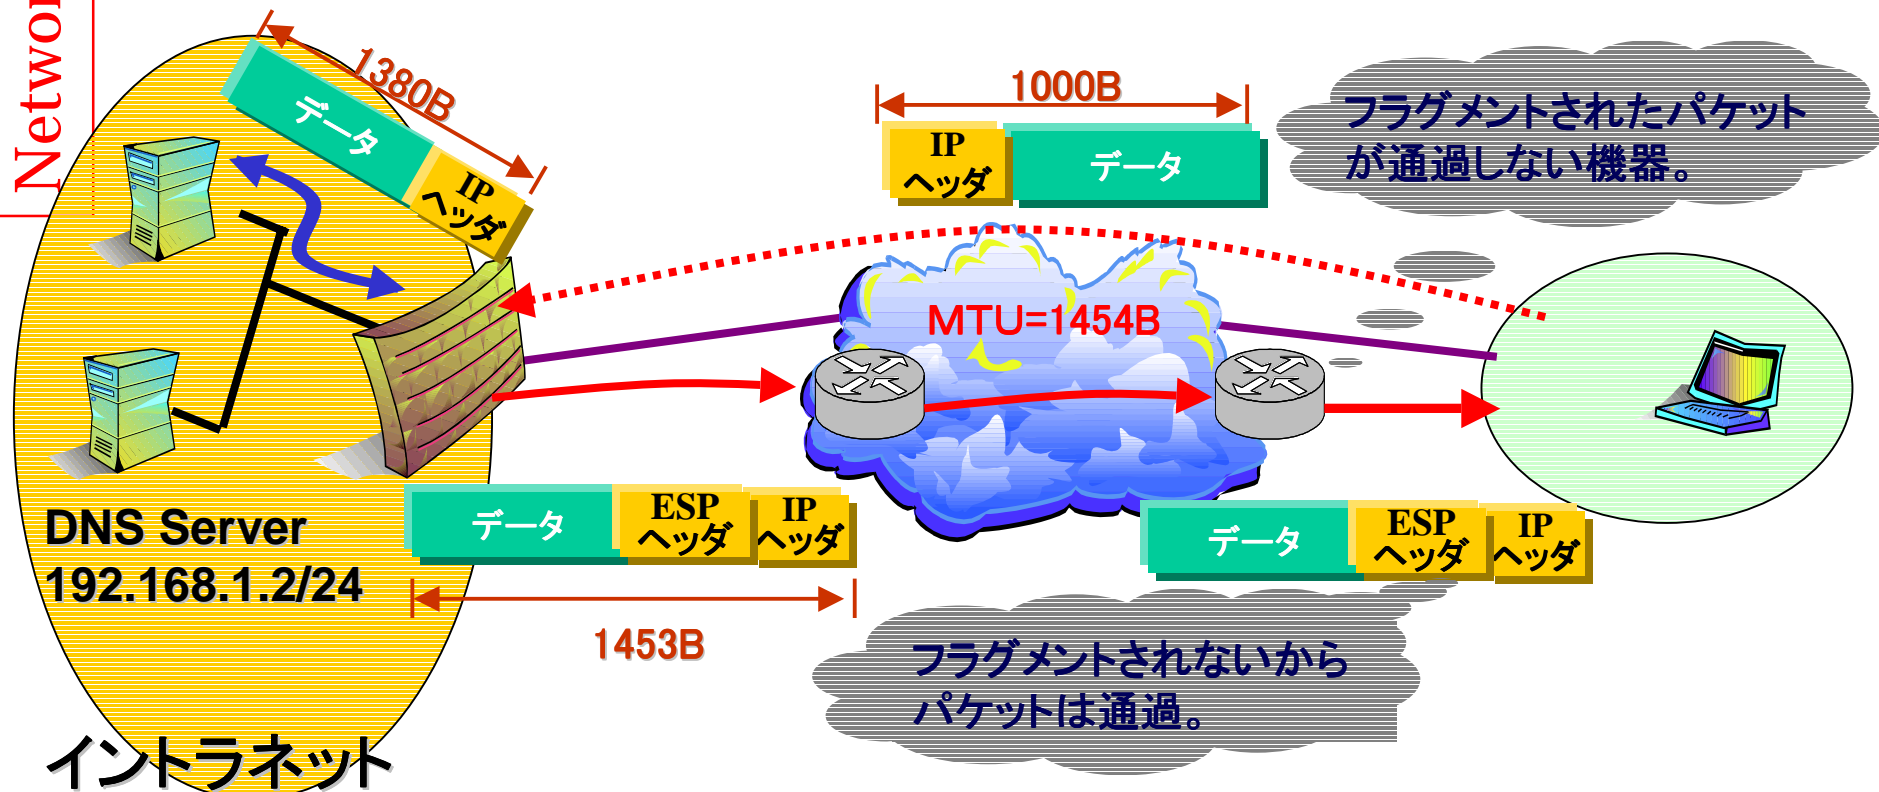 Networ
1380B
データ
IP
ヘッダ
1000B
IP
ヘッダ
データ
フラグメントされたパケット
が通過しない機器。
MTU=1454B
DNS Server
192.168.1.2/24
データ
ESP
ヘッダ
IP
ヘッダ
1453B
データ
ESP
ヘッダ
IP
ヘッダ
フラグメントされないから
パケットは通過。
イントラネット